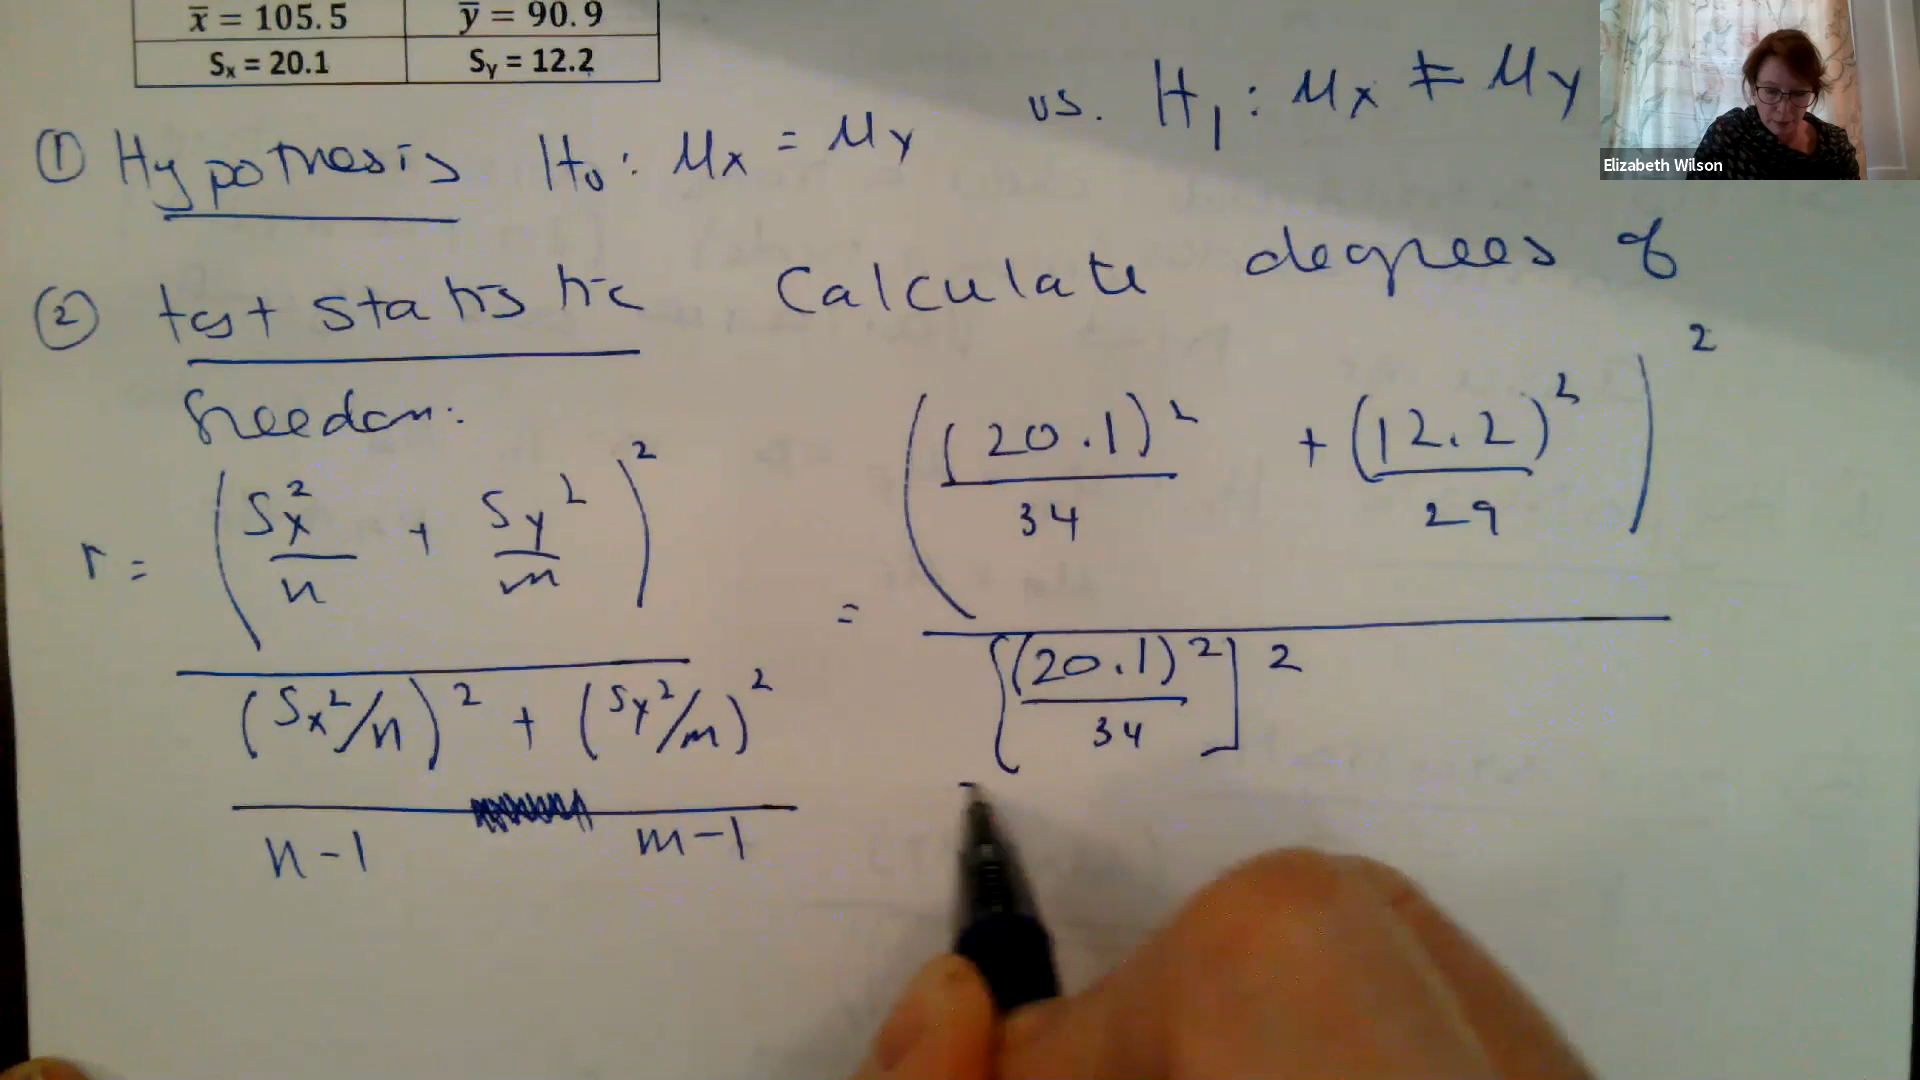 x̅ = 105.5 y̅ = 90.9
Sx = 20.1 Sy = 12.2
① Hypothesis H₀ : μx = μy vs. H₁ : μx ≠ μy
Elizabeth Wilson
② test statistic Calculate degrees of
freedom:
r = (Sx²/n + Sy²/m)² = ((20.1)²/34 + (12.2)²/29)²
(Sx²/n)² + (Sy²/m)² [(20.1)²/34]²
n-1 m-1